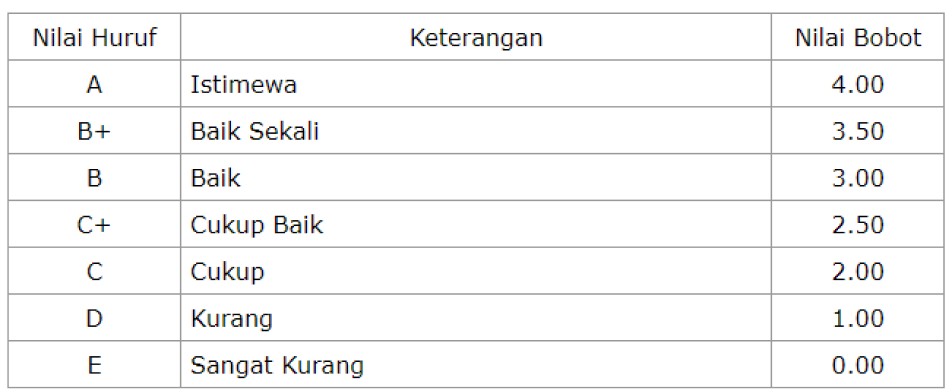 Nilai Huruf Keterangan Nilai Bobot
A Istimewa 4.00
B+ Baik Sekali 3.50
B Baik 3.00
C+ Cukup Baik 2.50
C Cukup 2.00
D Kurang 1.00
E Sangat Kurang 0.00